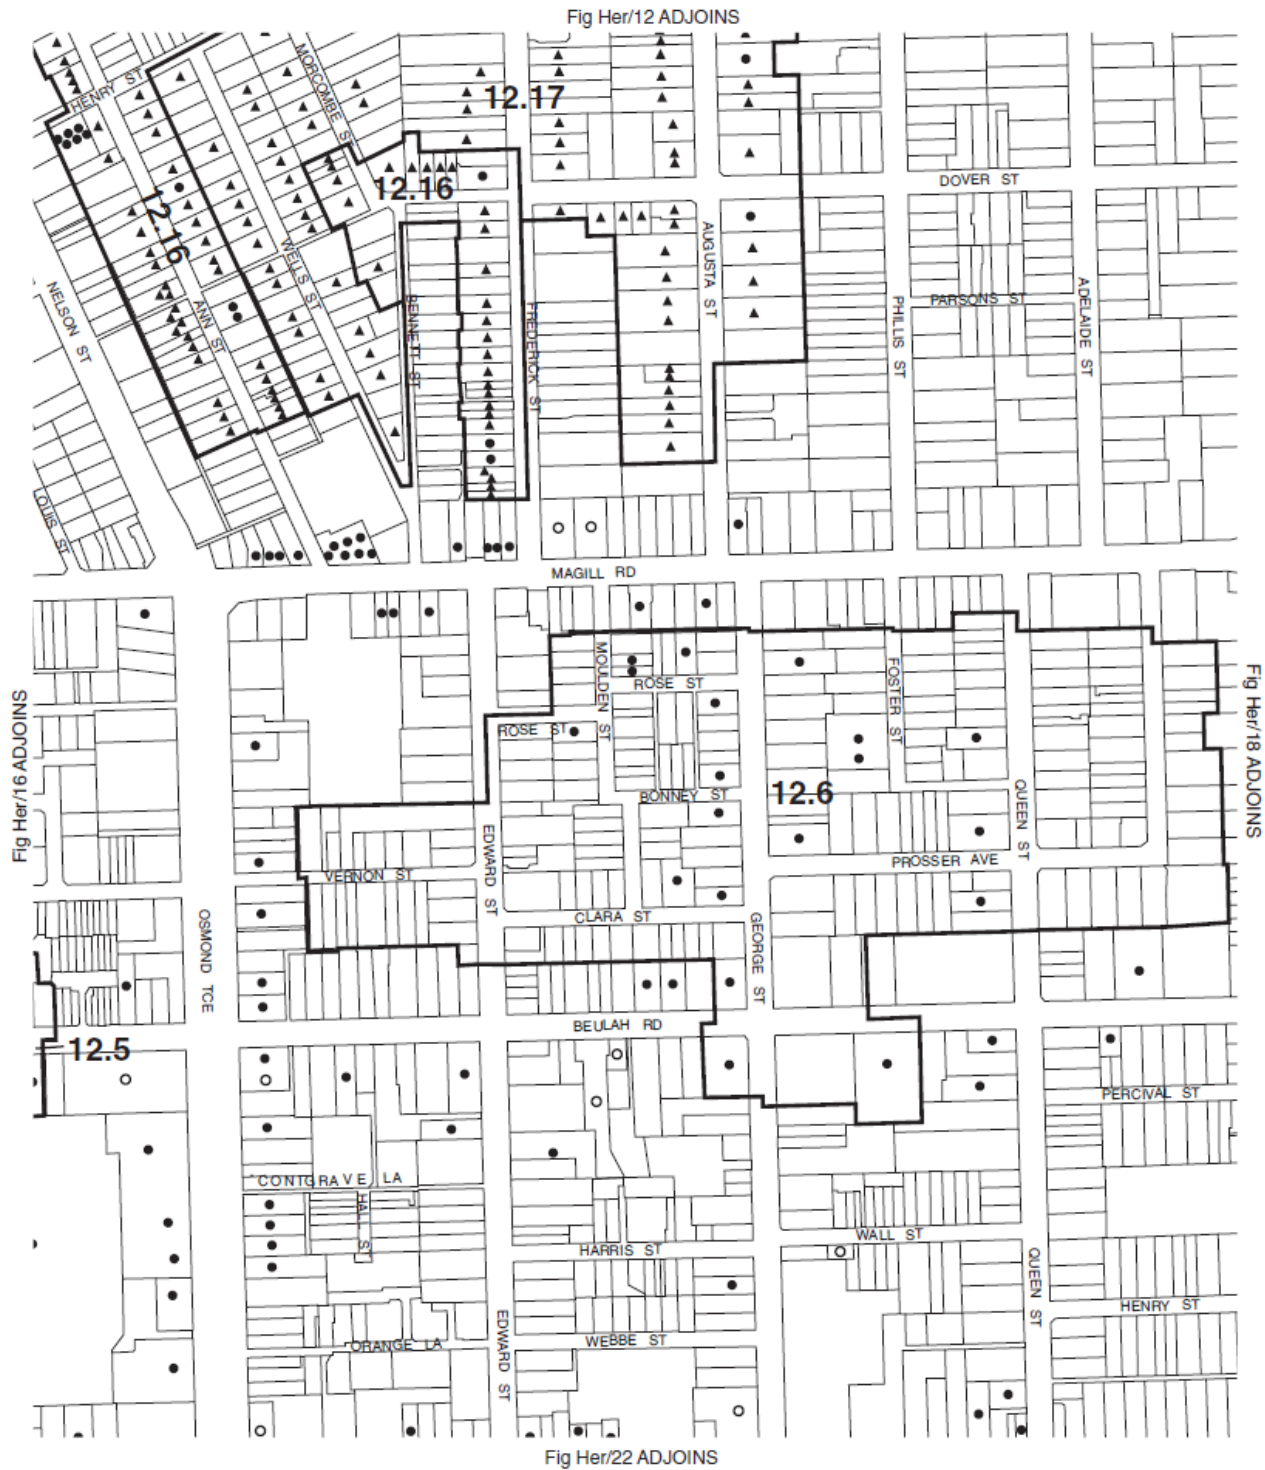 Fig Her/12 ADJOINS
MORCOMBE ST
HENRY ST
12.17
12.16
12.16
DOVER ST
AUGUSTA ST
WELLS ST
NELSON ST
ANN ST
BENNETT ST
FREDERICK ST
PHILLIS ST
PARSONS ST
ADELAIDE ST
LOUIS ST
MAGILL RD
MOULDEN ST
ROSE ST
FOSTER ST
ROSE ST
Fig Her/16 ADJOINS
Fig Her/18 ADJOINS
BONNEY ST
12.6
QUEEN ST
EDWARD ST
VERNON ST
PROSSER AVE
CLARA ST
OSMOND TCE
GEORGE ST
BEULAH RD
12.5
PERCIVAL ST
CONTGRAVE LA
HALL ST
HARRIS ST
WALL ST
QUEEN ST
HENRY ST
EDWARD ST
ORANGE LA
WEBBE ST
Fig Her/22 ADJOINS